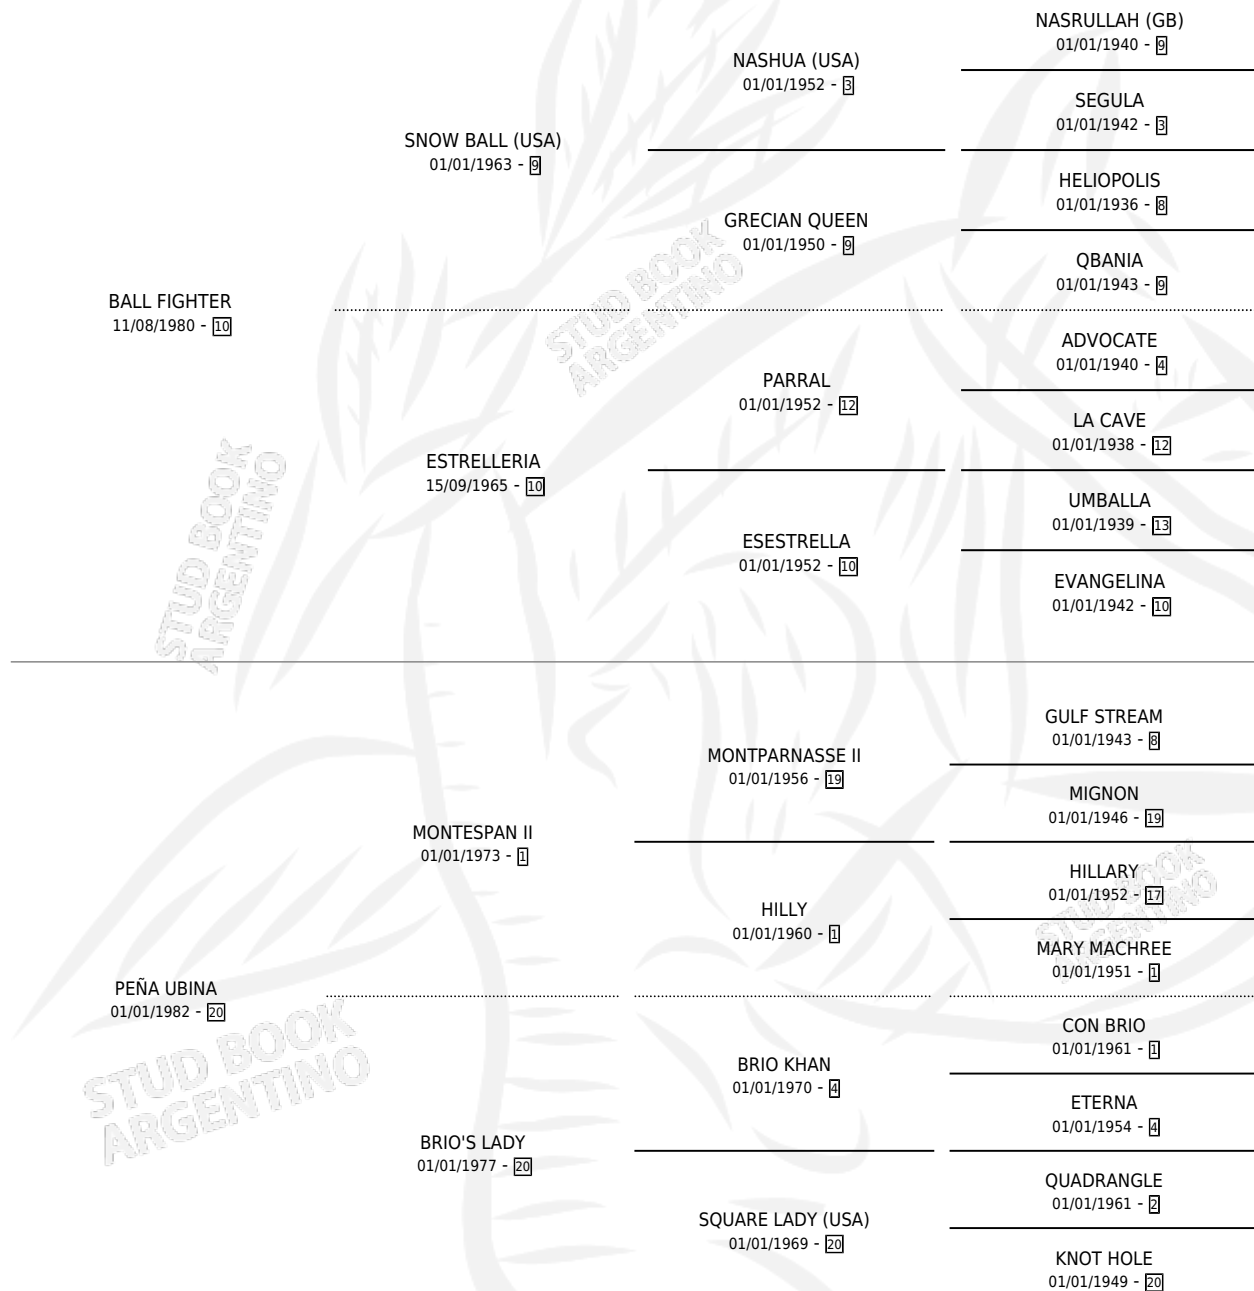 NASRULLAH (GB)
01/01/1940 - 9
NASHUA (USA)
01/01/1952 - 3
SEGULA
01/01/1942 - 3
SNOW BALL (USA)
01/01/1963 - 9
HELIOPOLIS
01/01/1936 - 8
GRECIAN QUEEN
01/01/1950 - 9
QBANIA
01/01/1943 - 9
BALL FIGHTER
11/08/1980 - 10
ADVOCATE
01/01/1940 - 4
PARRAL
01/01/1952 - 12
LA CAVE
01/01/1938 - 12
ESTRELLERIA
15/09/1965 - 10
UMBALLA
01/01/1939 - 13
ESESTRELLA
01/01/1952 - 10
EVANGELINA
01/01/1942 - 10
GULF STREAM
01/01/1943 - 8
MONTPARNASSE II
01/01/1956 - 19
MIGNON
01/01/1946 - 19
MONTESPAN II
01/01/1973 - 1
HILLARY
01/01/1952 - 17
HILLY
01/01/1960 - 1
MARY MACHREE
01/01/1951 - 1
PEÑA UBINA
01/01/1982 - 20
CON BRIO
01/01/1961 - 1
BRIO KHAN
01/01/1970 - 4
ETERNA
01/01/1954 - 4
BRIO'S LADY
01/01/1977 - 20
QUADRANGLE
01/01/1961 - 2
SQUARE LADY (USA)
01/01/1969 - 20
KNOT HOLE
01/01/1949 - 20
STUD BOOK
ARGENTINO
STUD BOOK
ARGENTINO
STUD BOOK
ARGENTINO
STUD BOOK
ARGENTINO